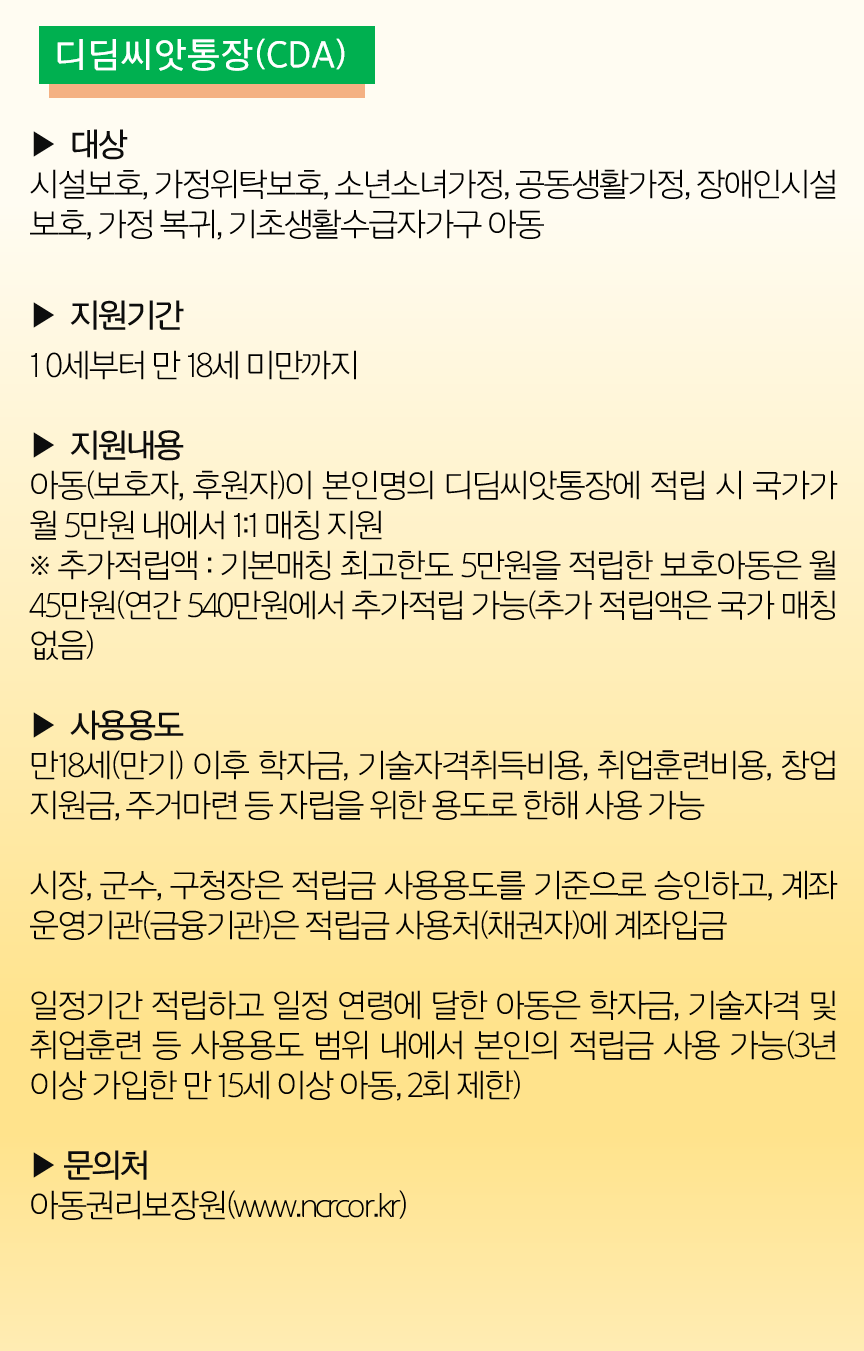 디딤씨앗통장(CDA)
▶ 대상
시설보호, 가정위탁보호, 소년소녀가정, 공동생활가정, 장애인시설
보호, 가정 복귀, 기초생활수급자가구 아동
▶ 지원기간
1 0세부터 만 18세 미만까지
▶ 지원내용
아동(보호자, 후원자)이 본인명의 디딤씨앗통장에 적립 시 국가가
월 5만원 내에서 1:1 매칭 지원
※ 추가적립액 : 기본매칭 최고한도 5만원을 적립한 보호아동은 월
45만원(연간 540만원에서 추가적립 가능(추가 적립액은 국가 매칭
없음)
▶ 사용용도
만18세(만기) 이후 학자금, 기술자격취득비용, 취업훈련비용, 창업
지원금, 주거마련 등 자립을 위한 용도로 한해 사용 가능
시장, 군수, 구청장은 적립금 사용용도를 기준으로 승인하고, 계좌
운영기관(금융기관)은 적립금 사용처(채권자)에 계좌입금
일정기간 적립하고 일정 연령에 달한 아동은 학자금, 기술자격 및
취업훈련 등 사용용도 범위 내에서 본인의 적립금 사용 가능(3년
이상 가입한 만 15세 이상 아동, 2회 제한)
▶ 문의처
아동권리보장원(www.ncrcor.kr)